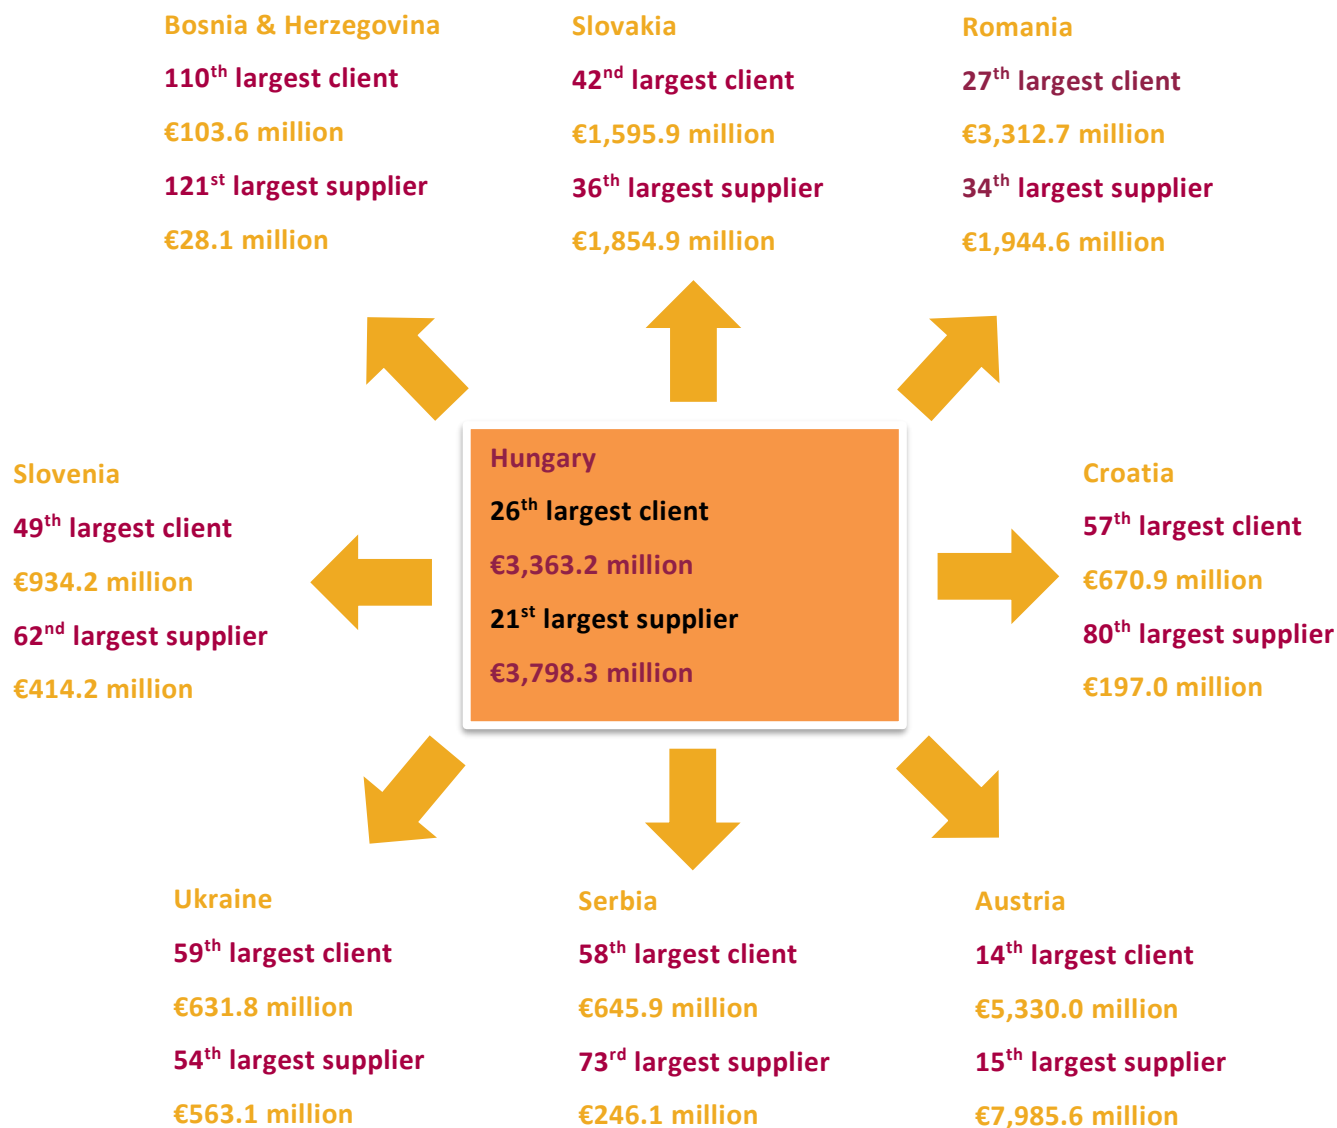 Bosnia & Herzegovina
110th largest client
€103.6 million
121st largest supplier
€28.1 million
Slovakia
42nd largest client
€1,595.9 million
36th largest supplier
€1,854.9 million
Romania
27th largest client
€3,312.7 million
34th largest supplier
€1,944.6 million
Slovenia
49th largest client
€934.2 million
62nd largest supplier
€414.2 million
Hungary
26th largest client
€3,363.2 million
21st largest supplier
€3,798.3 million
Croatia
57th largest client
€670.9 million
80th largest supplier
€197.0 million
Ukraine
59th largest client
€631.8 million
54th largest supplier
€563.1 million
Serbia
58th largest client
€645.9 million
73rd largest supplier
€246.1 million
Austria
14th largest client
€5,330.0 million
15th largest supplier
€7,985.6 million